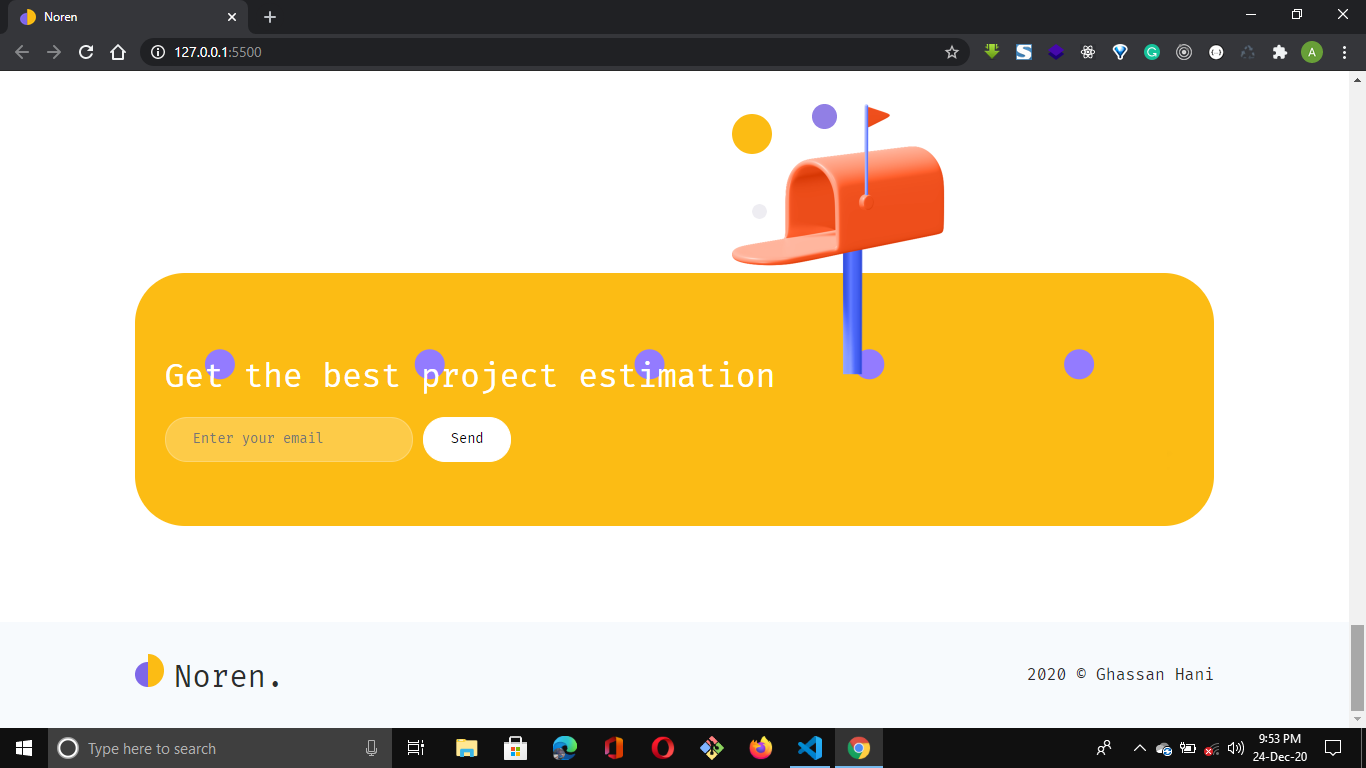 Noren
127.0.0.1:5500
A
Get the best project estimation
Enter your email
Send
Noren.
2020 © Ghassan Hani
Type here to search
9:53 PM
24-Dec-20